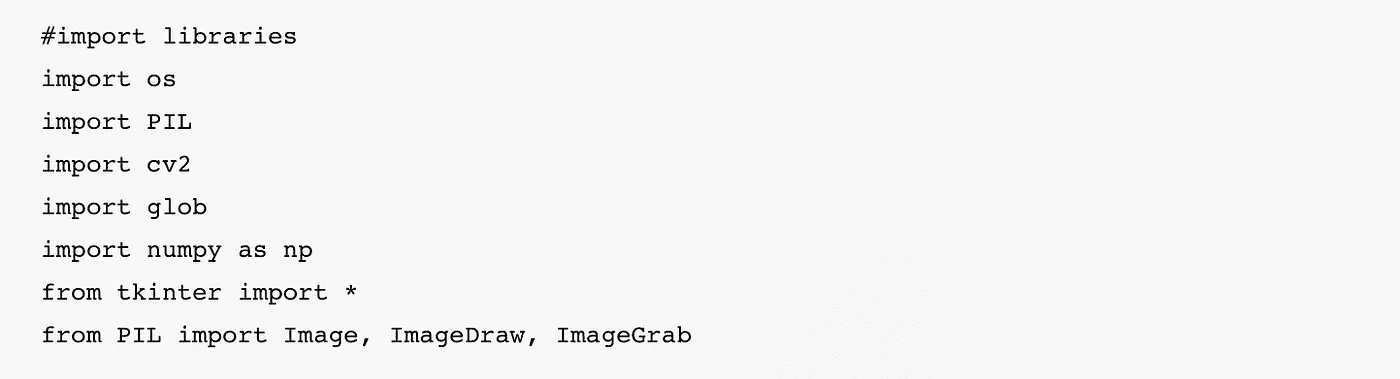 #import libraries
import os
import PIL
import cv2
import glob
import numpy as np
from tkinter import *
from PIL import Image, ImageDraw, ImageGrab